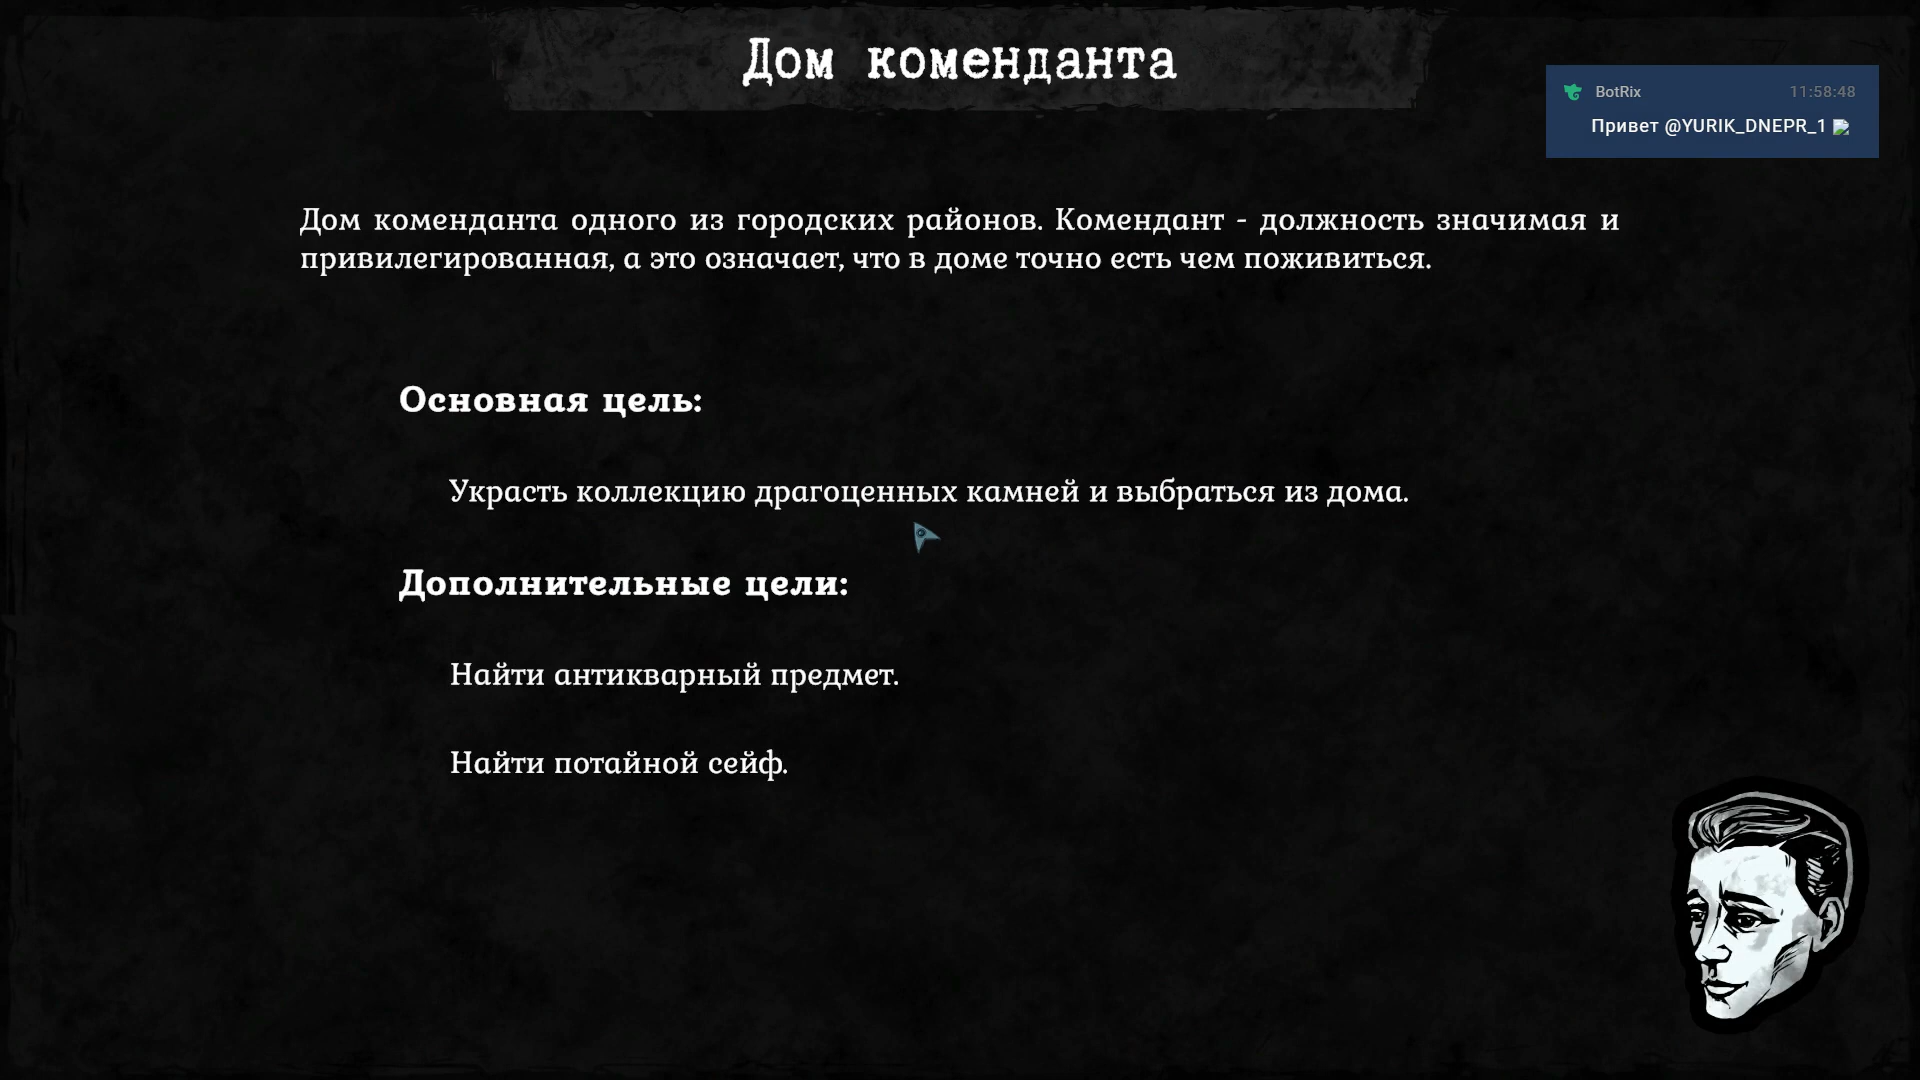 Дом коменданта
BotRix 11:58:48
Привет @YURIK_DNEPR_1
Дом коменданта одного из городских районов. Комендант - должность значимая и
привилегированная, а это означает, что в доме точно есть чем поживиться.
Основная цель:
Украсть коллекцию драгоценных камней и выбраться из дома.
Дополнительные цели:
Найти антикварный предмет.
Найти потайной сейф.